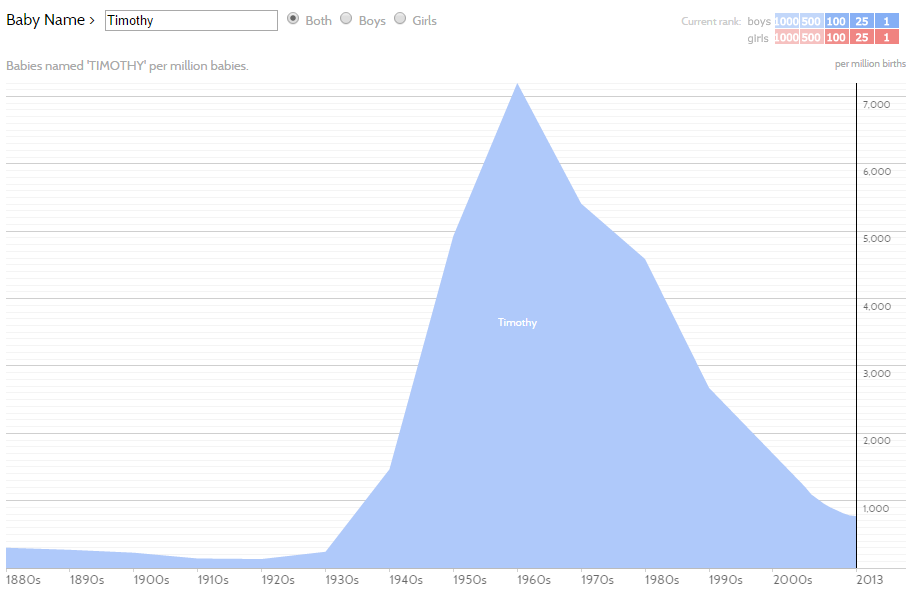 Baby Name > Timothy Both Boys Girls
Current rank: boys 1000 500 100 25 1
girls 1000 500 100 25 1
Babies named 'TIMOTHY' per million babies.
per million births
7,000
6,000
5,000
4,000
3,000
2,000
1,000
Timothy
1880s 1890s 1900s 1910s 1920s 1930s 1940s 1950s 1960s 1970s 1980s 1990s 2000s 2013